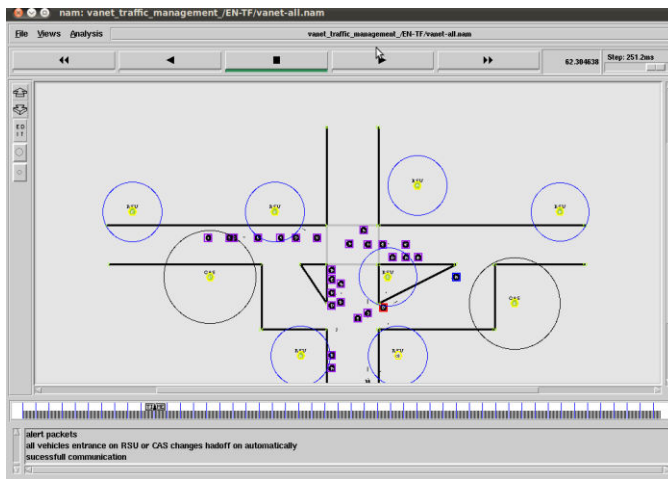 nam: vanet_traffic_management_/EN-TF/vanet-all.nam
File Views Analysis
vanet_traffic_management_/EN-TF/vanet-all.nam
62.304638
Step: 251.2ms
RSU
RSU
RSU
RSU
CAS
RSU
CAS
RSU
RSU
alert packets
all vehicles entrance on RSU or CAS changes hadoff on automatically
sucessfull communication